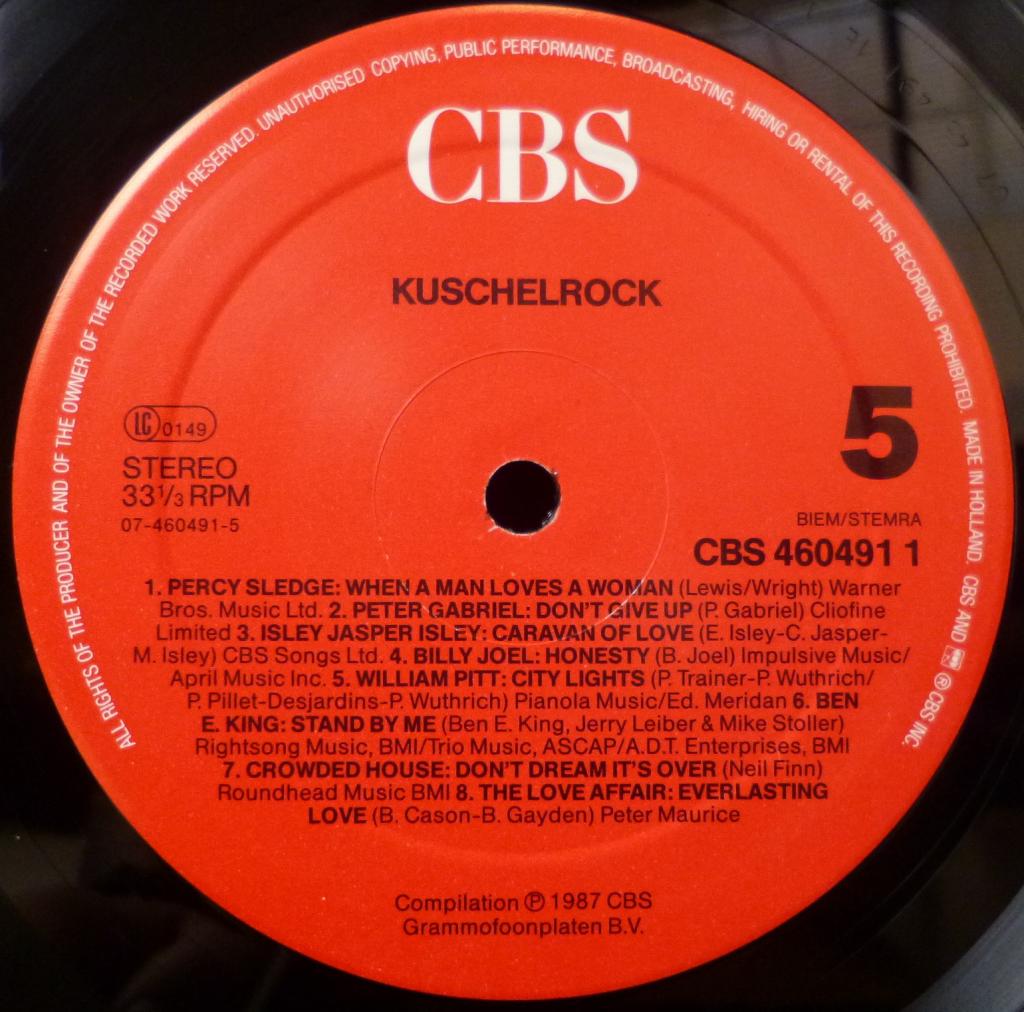 ALL RIGHTS OF THE PRODUCER AND OF THE OWNER OF THE RECORDED WORK RESERVED. UNAUTHORISED COPYING, PUBLIC PERFORMANCE, BROADCASTING, HIRING OR RENTAL OF THIS RECORDING PROHIBITED. MADE IN HOLLAND. CBS AND ® CBS INC.
CBS
KUSCHELROCK
5
LC 0149
STEREO
33⅓ RPM
07-460491-5
BIEM/STEMRA
CBS 460491 1
1. PERCY SLEDGE: WHEN A MAN LOVES A WOMAN (Lewis/Wright) Warner
Bros. Music Ltd. 2. PETER GABRIEL: DON'T GIVE UP (P. Gabriel) Cliofine
Limited 3. ISLEY JASPER ISLEY: CARAVAN OF LOVE (E. Isley-C. Jasper-
M. Isley) CBS Songs Ltd. 4. BILLY JOEL: HONESTY (B. Joel) Impulsive Music/
April Music Inc. 5. WILLIAM PITT: CITY LIGHTS (P. Trainer-P. Wuthrich/
P. Pillet-Desjardins-P. Wuthrich) Pianola Music/Ed. Meridan 6. BEN
E. KING: STAND BY ME (Ben E. King, Jerry Leiber & Mike Stoller)
Rightsong Music, BMI/Trio Music, ASCAP/A.D.T. Enterprises, BMI
7. CROWDED HOUSE: DON'T DREAM IT'S OVER (Neil Finn)
Roundhead Music BMI 8. THE LOVE AFFAIR: EVERLASTING
LOVE (B. Cason-B. Gayden) Peter Maurice
Compilation ℗ 1987 CBS
Grammofoonplaten B.V.